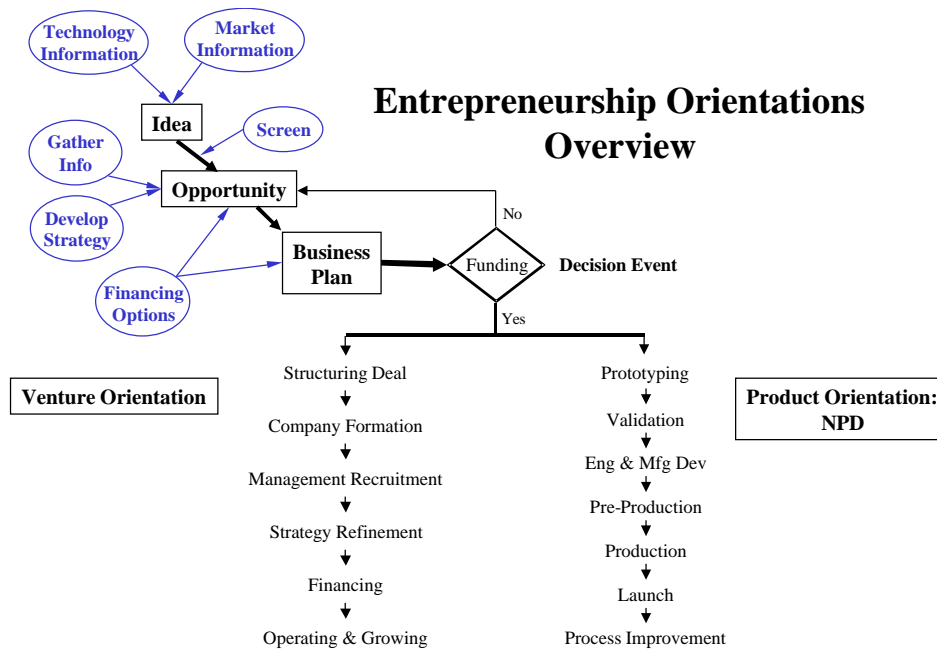 Technology
Information
Market
Information
Entrepreneurship Orientations
Overview
Idea
Screen
Gather
Info
Opportunity
Develop
Strategy
No
Business
Plan
Funding
Decision Event
Financing
Options
Yes
Structuring Deal
Prototyping
Venture Orientation
Product Orientation:
NPD
Company Formation
Validation
Management Recruitment
Eng & Mfg Dev
Strategy Refinement
Pre-Production
Financing
Production
Operating & Growing
Launch
Process Improvement